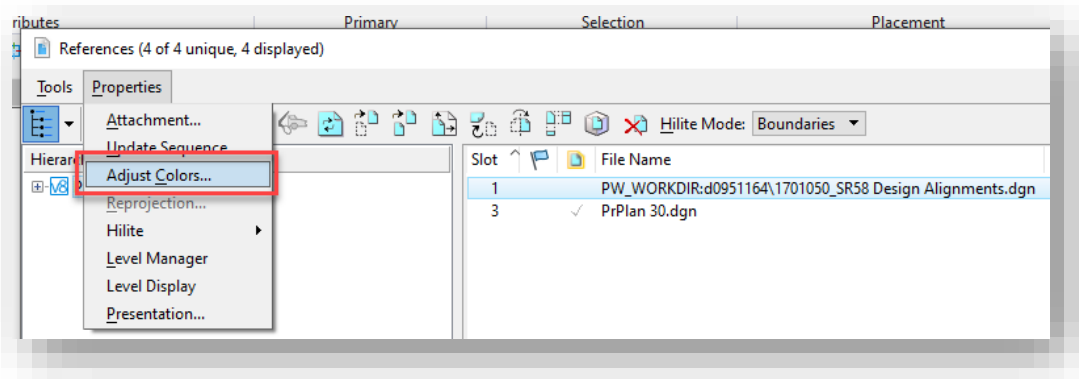 ributes Primary Selection Placement
References (4 of 4 unique, 4 displayed)
Tools Properties
Attachment... Hilite Mode: Boundaries
Update Sequence
Hierarc Slot File Name
Adjust Colors...
V8 1 PW_WORKDIR:d0951164\1701050_SR58 Design Alignments.dgn
Reprojection... 3 PrPlan 30.dgn
Hilite
Level Manager
Level Display
Presentation...